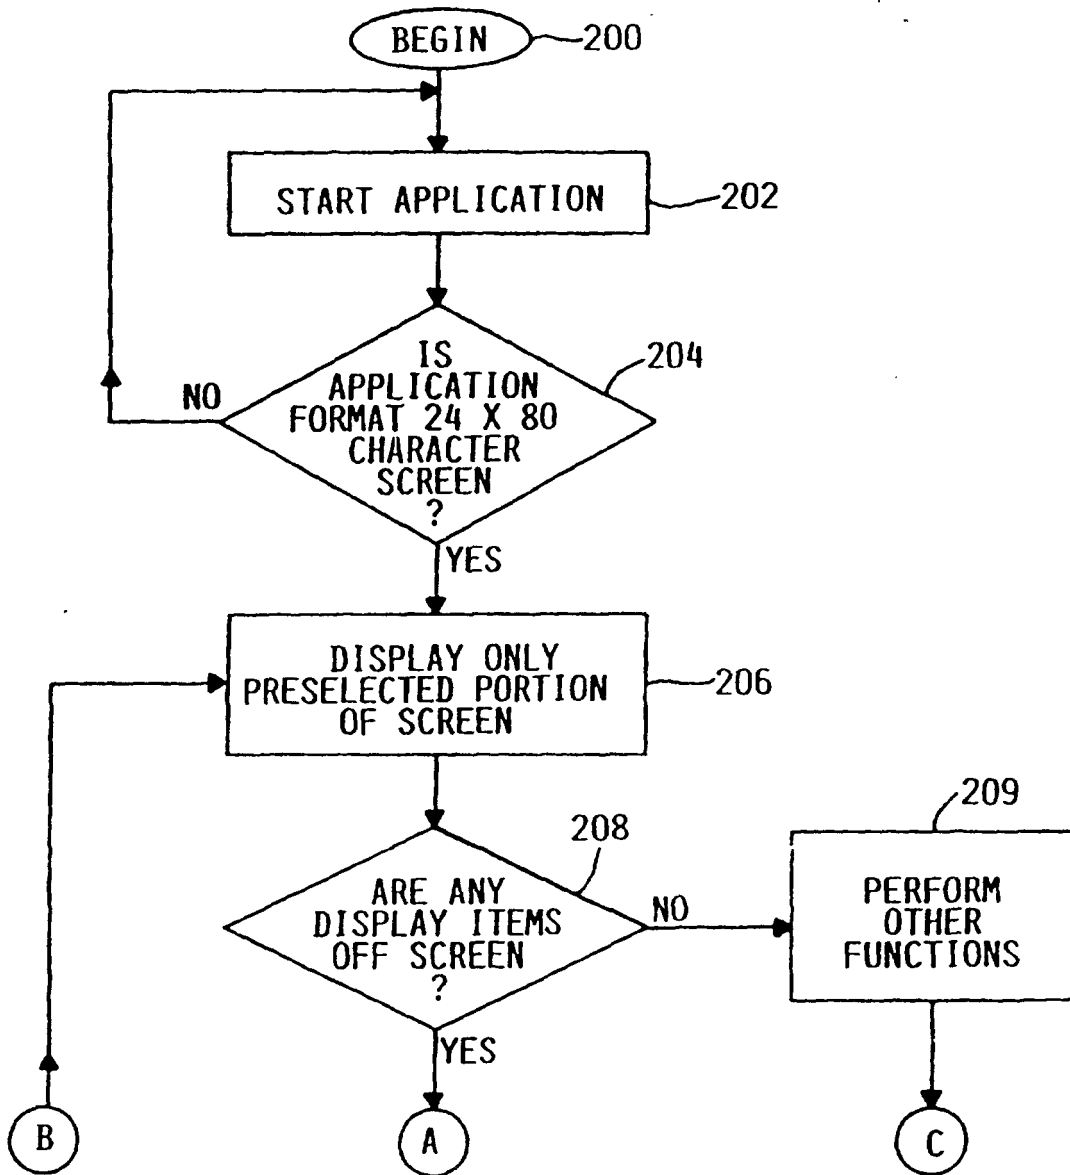 BEGIN
200
START APPLICATION
202
IS
APPLICATION
FORMAT 24 X 80
CHARACTER
SCREEN
?
204
NO
YES
DISPLAY ONLY
PRESELECTED PORTION
OF SCREEN
206
ARE ANY
DISPLAY ITEMS
OFF SCREEN
?
208
NO
YES
209
PERFORM
OTHER
FUNCTIONS
B
A
C